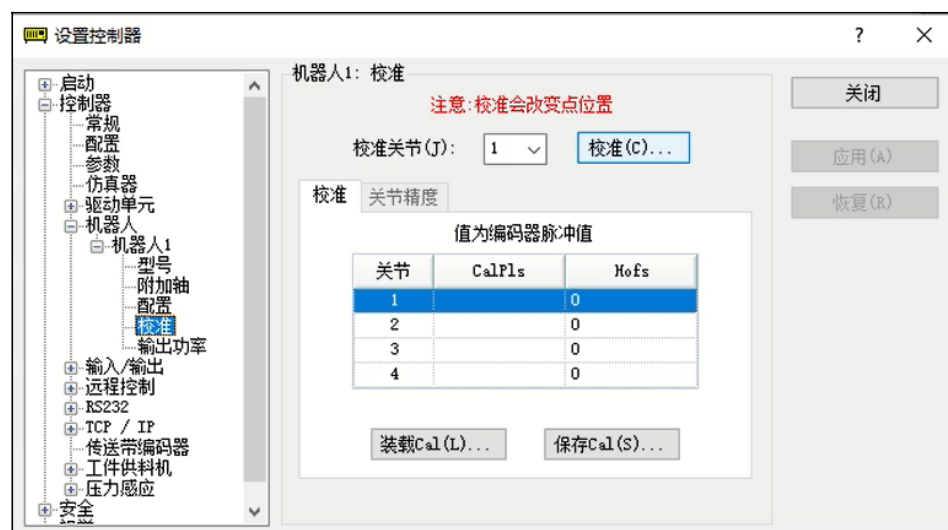 设置控制器
?
启动
控制器
常规
配置
参数
仿真器
驱动单元
机器人
机器人1
型号
附加轴
配置
校准
输出功率
输入/输出
远程控制
RS232
TCP / IP
传送带编码器
工件供料机
压力感应
安全
机器人1: 校准
注意:校准会改变点位置
校准关节(J): 1 校准(C)...
校准 关节精度
值为编码器脉冲值
关节 CalPls Hofs
1 0
2 0
3 0
4 0
装载Cal(L)... 保存Cal(S)...
关闭
应用(A)
恢复(R)